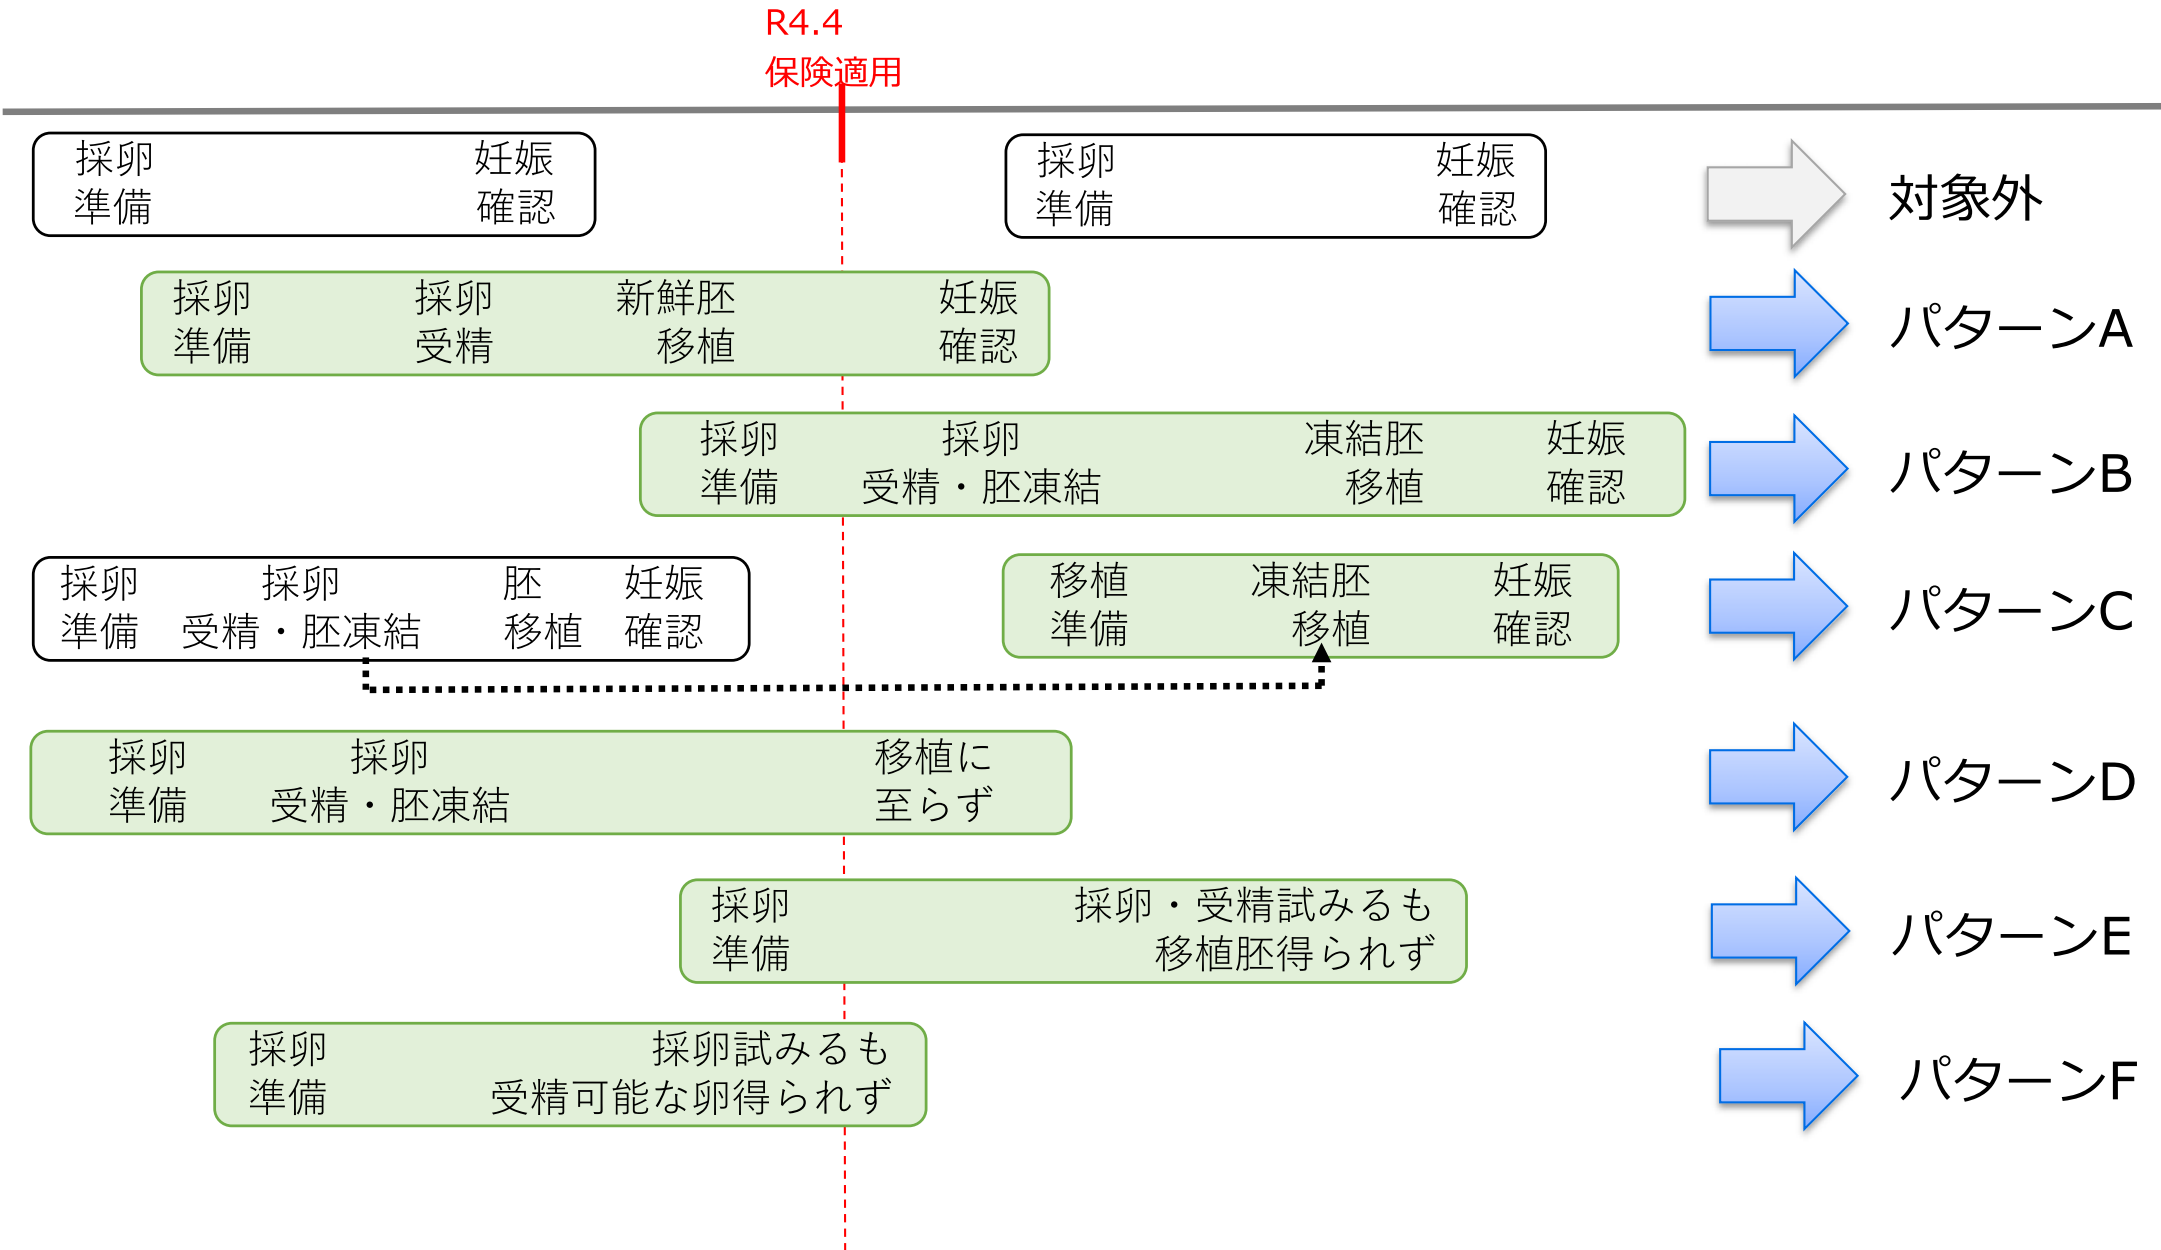 R4.4
保険適用
採卵 妊娠
準備 確認
採卵 妊娠
準備 確認
対象外
採卵 採卵 新鮮胚 妊娠
準備 受精 移植 確認
パターンA
採卵 採卵 凍結胚 妊娠
準備 受精・胚凍結 移植 確認
パターンB
採卵 採卵 胚 妊娠
準備 受精・胚凍結 移植 確認
移植 凍結胚 妊娠
準備 移植 確認
パターンC
採卵 採卵 移植に
準備 受精・胚凍結 至らず
パターンD
採卵 採卵・受精試みるも
準備 移植胚得られず
パターンE
採卵 採卵試みるも
準備 受精可能な卵得られず
パターンF